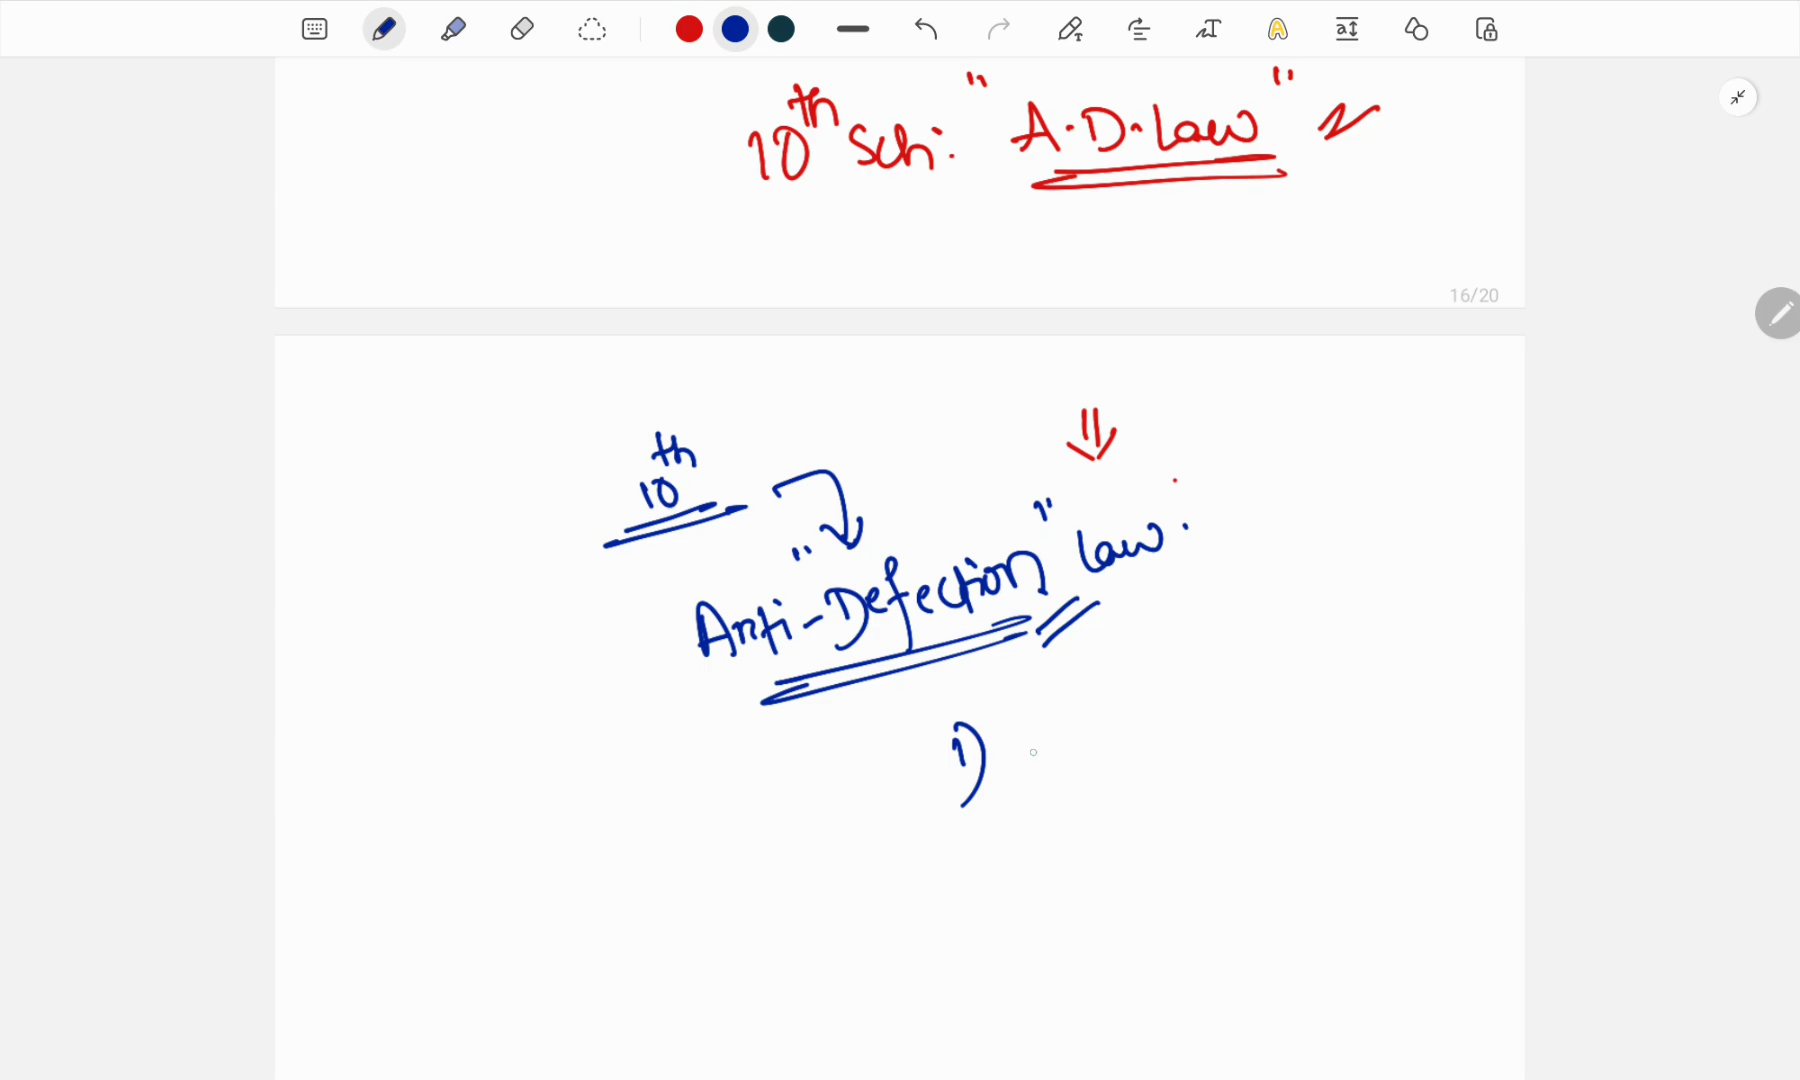 10th Sch: "A.D. Law"
16/20
10th
"Anti-Defection" Law.
1)